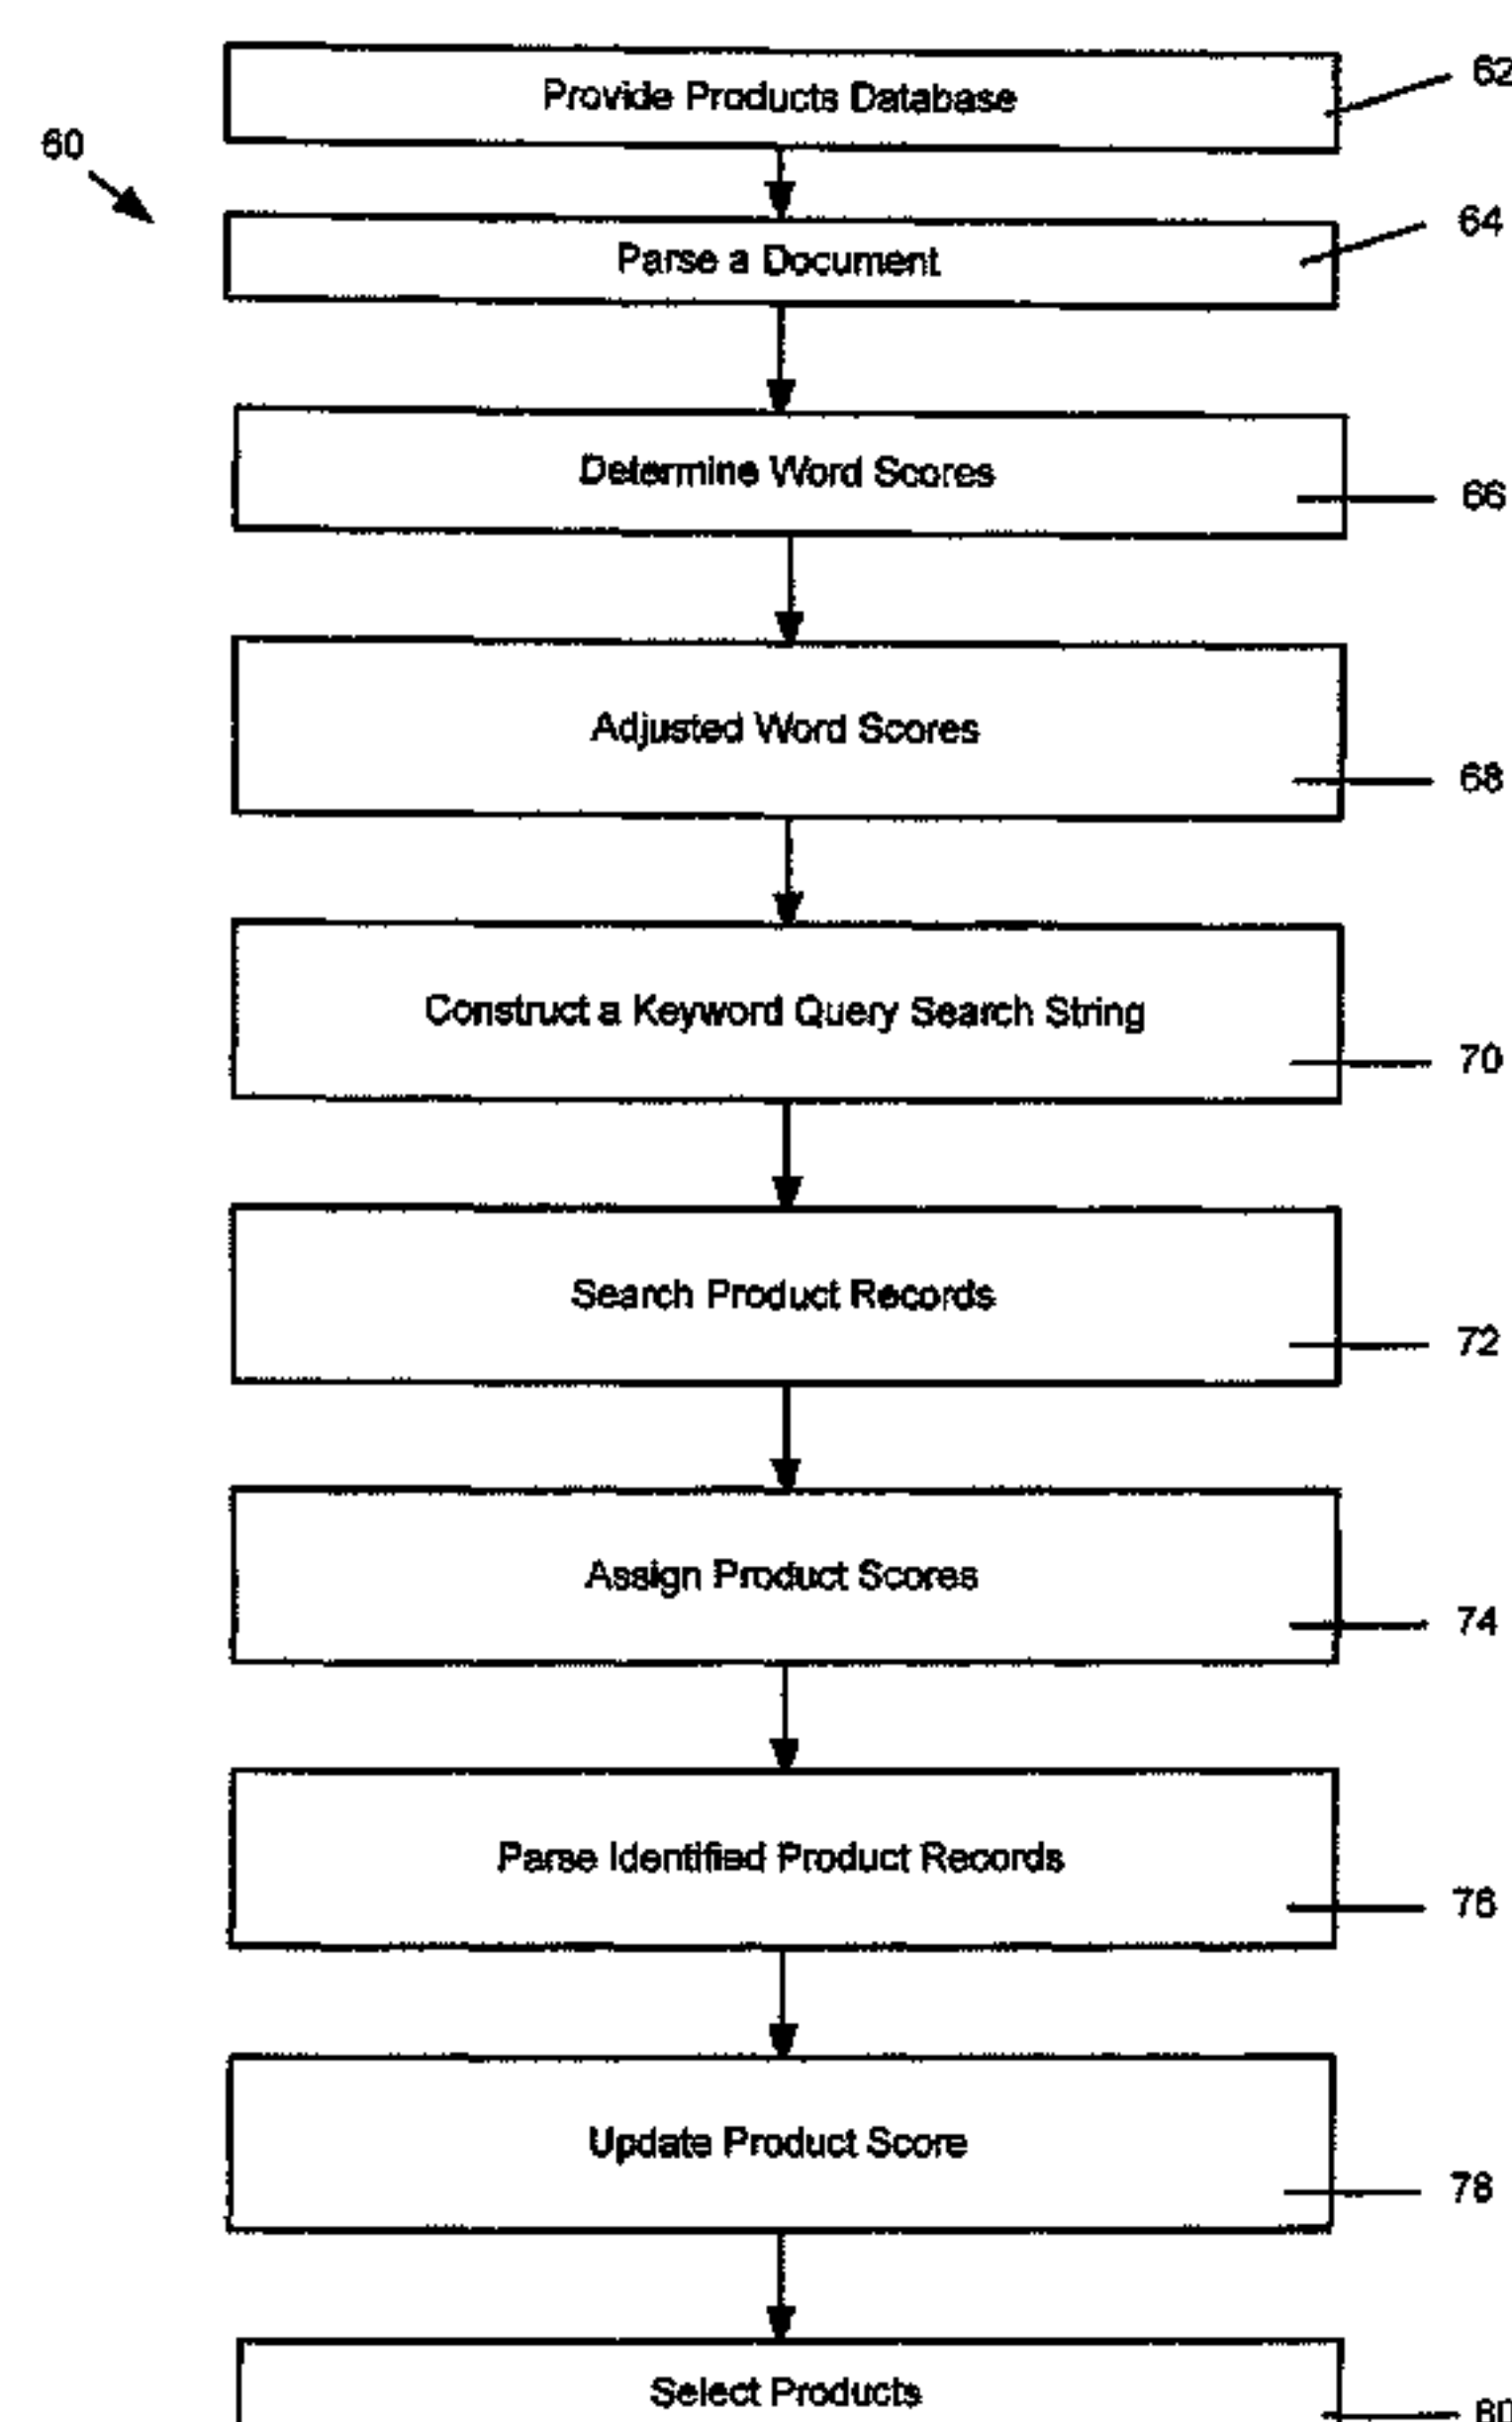 Provide Products Database
62
60
Parse a Document
64
Determine Word Scores
66
Adjusted Word Scores
68
Construct a Keyword Query Search String
70
Search Product Records
72
Assign Product Scores
74
Parse Identified Product Records
76
Update Product Score
78
Select Products